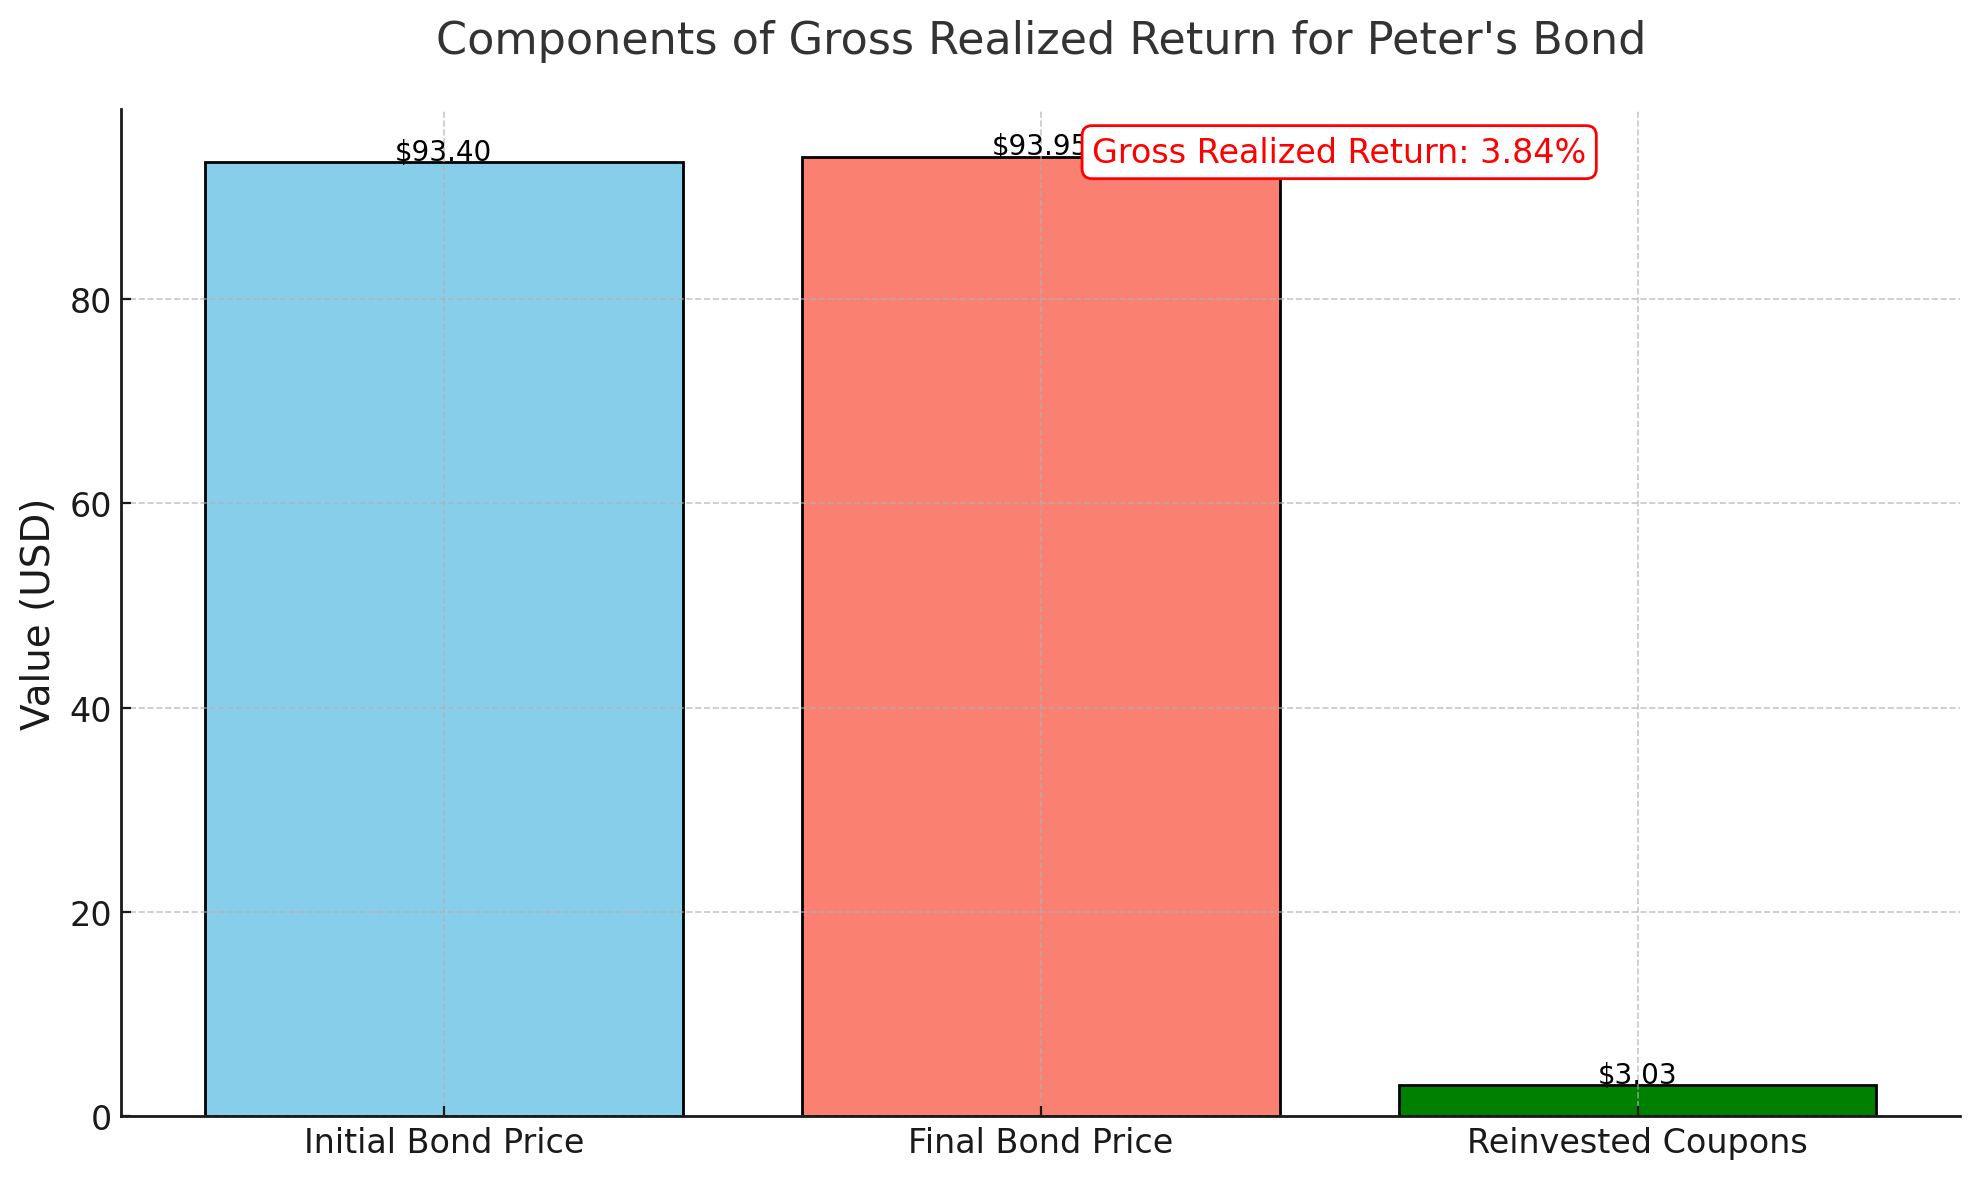 Components of Gross Realized Return for Peter's Bond
$93.40
$93.95
Gross Realized Return: 3.84%
Value (USD)
80
60
40
20
0
$3.03
Initial Bond Price
Final Bond Price
Reinvested Coupons